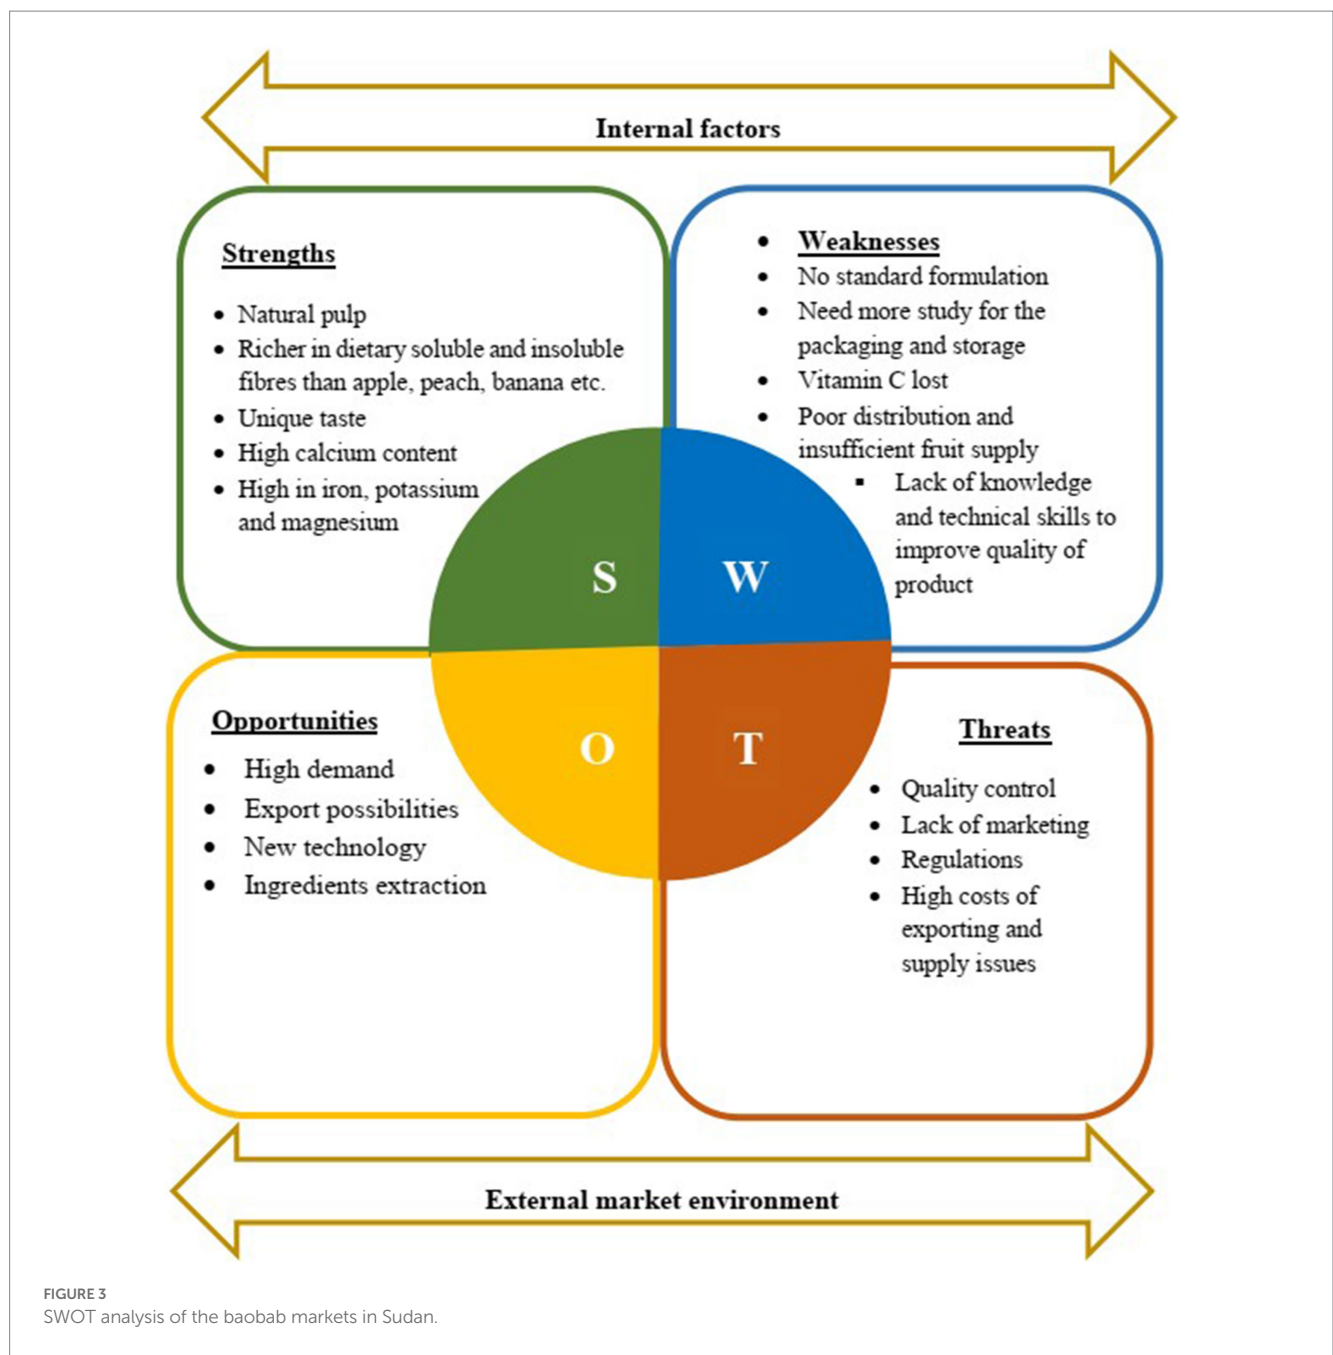 Internal factors
Strengths
• Natural pulp
• Richer in dietary soluble and insoluble
fibres than apple, peach, banana etc.
• Unique taste
• High calcium content
• High in iron, potassium
and magnesium
• Weaknesses
• No standard formulation
• Need more study for the
packaging and storage
• Vitamin C lost
• Poor distribution and
insufficient fruit supply
▪ Lack of knowledge
and technical skills to
improve quality of
product
S
W
O
T
Opportunities
• High demand
• Export possibilities
• New technology
• Ingredients extraction
Threats
• Quality control
• Lack of marketing
• Regulations
• High costs of
exporting and
supply issues
External market environment
FIGURE 3
SWOT analysis of the baobab markets in Sudan.